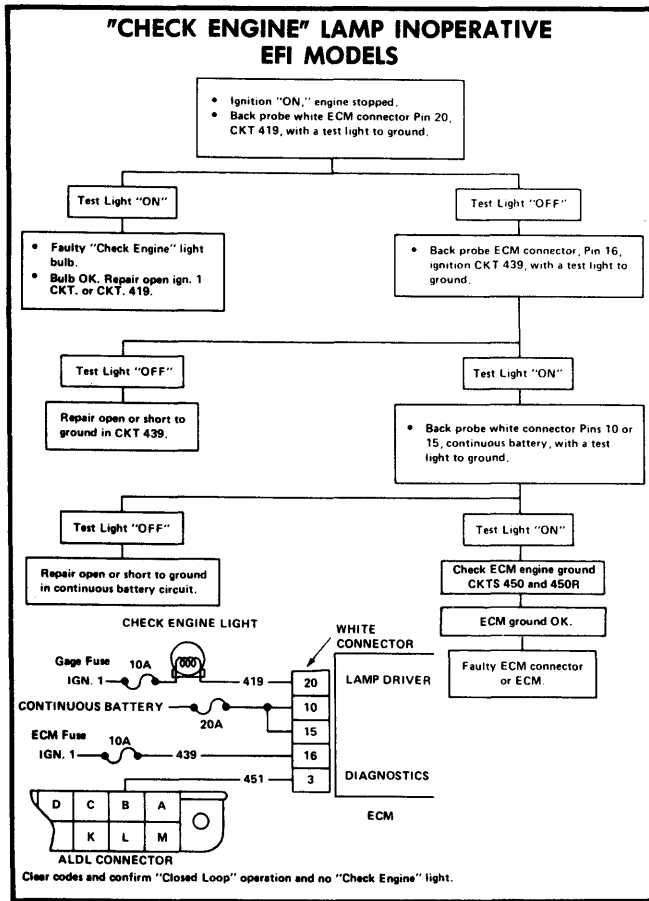 "CHECK ENGINE" LAMP INOPERATIVE
EFI MODELS
• Ignition "ON," engine stopped.
• Back probe white ECM connector Pin 20,
CKT 419, with a test light to ground.
Test Light "ON"
Test Light "OFF"
• Faulty "Check Engine" light
bulb.
• Bulb OK. Repair open ign. 1
CKT. or CKT. 419.
• Back probe ECM connector, Pin 16,
ignition CKT 439, with a test light to
ground.
Test Light "OFF"
Test Light "ON"
Repair open or short to
ground in CKT 439.
• Back probe white connector Pins 10 or
15, continuous battery, with a test
light to ground.
Test Light "OFF"
Test Light "ON"
Repair open or short to ground
in continuous battery circuit.
Check ECM engine ground
CKTS 450 and 450R
ECM ground OK.
Faulty ECM connector
or ECM.
CHECK ENGINE LIGHT
WHITE
CONNECTOR
Gage Fuse
10A
IGN. 1
419
20
LAMP DRIVER
CONTINUOUS BATTERY
20A
10
15
ECM Fuse
10A
IGN. 1
439
16
451
3
DIAGNOSTICS
ECM
D C B A
K L M
ALDL CONNECTOR
Clear codes and confirm "Closed Loop" operation and no "Check Engine" light.